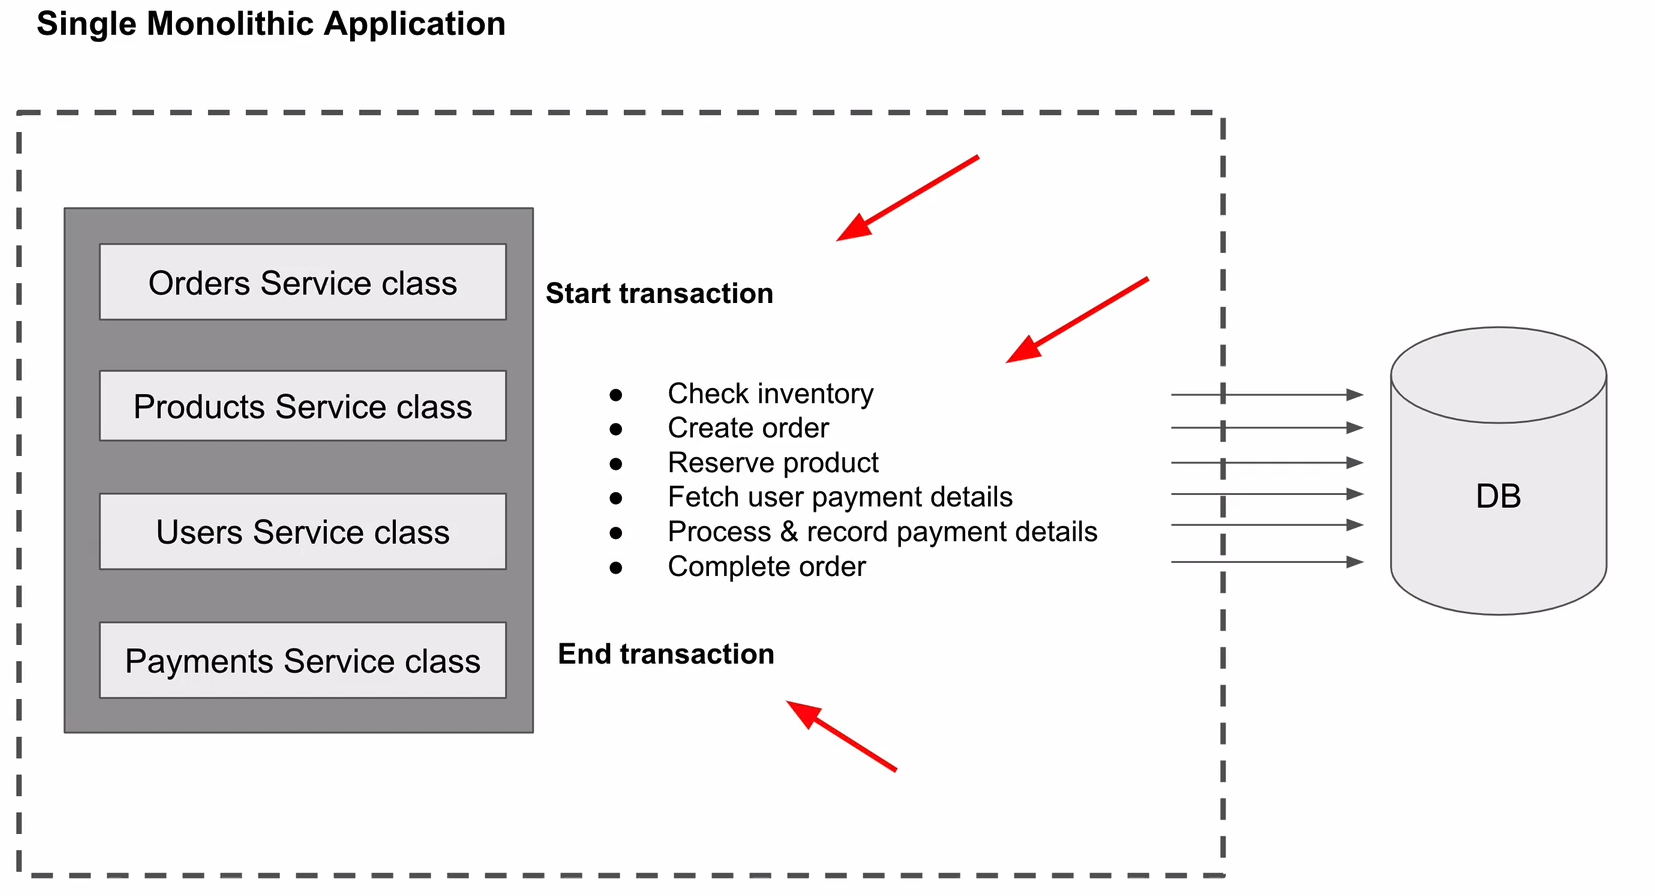 Single Monolithic Application
Orders Service class
Products Service class
Users Service class
Payments Service class
Start transaction
● Check inventory
● Create order
● Reserve product
● Fetch user payment details
● Process & record payment details
● Complete order
End transaction
DB